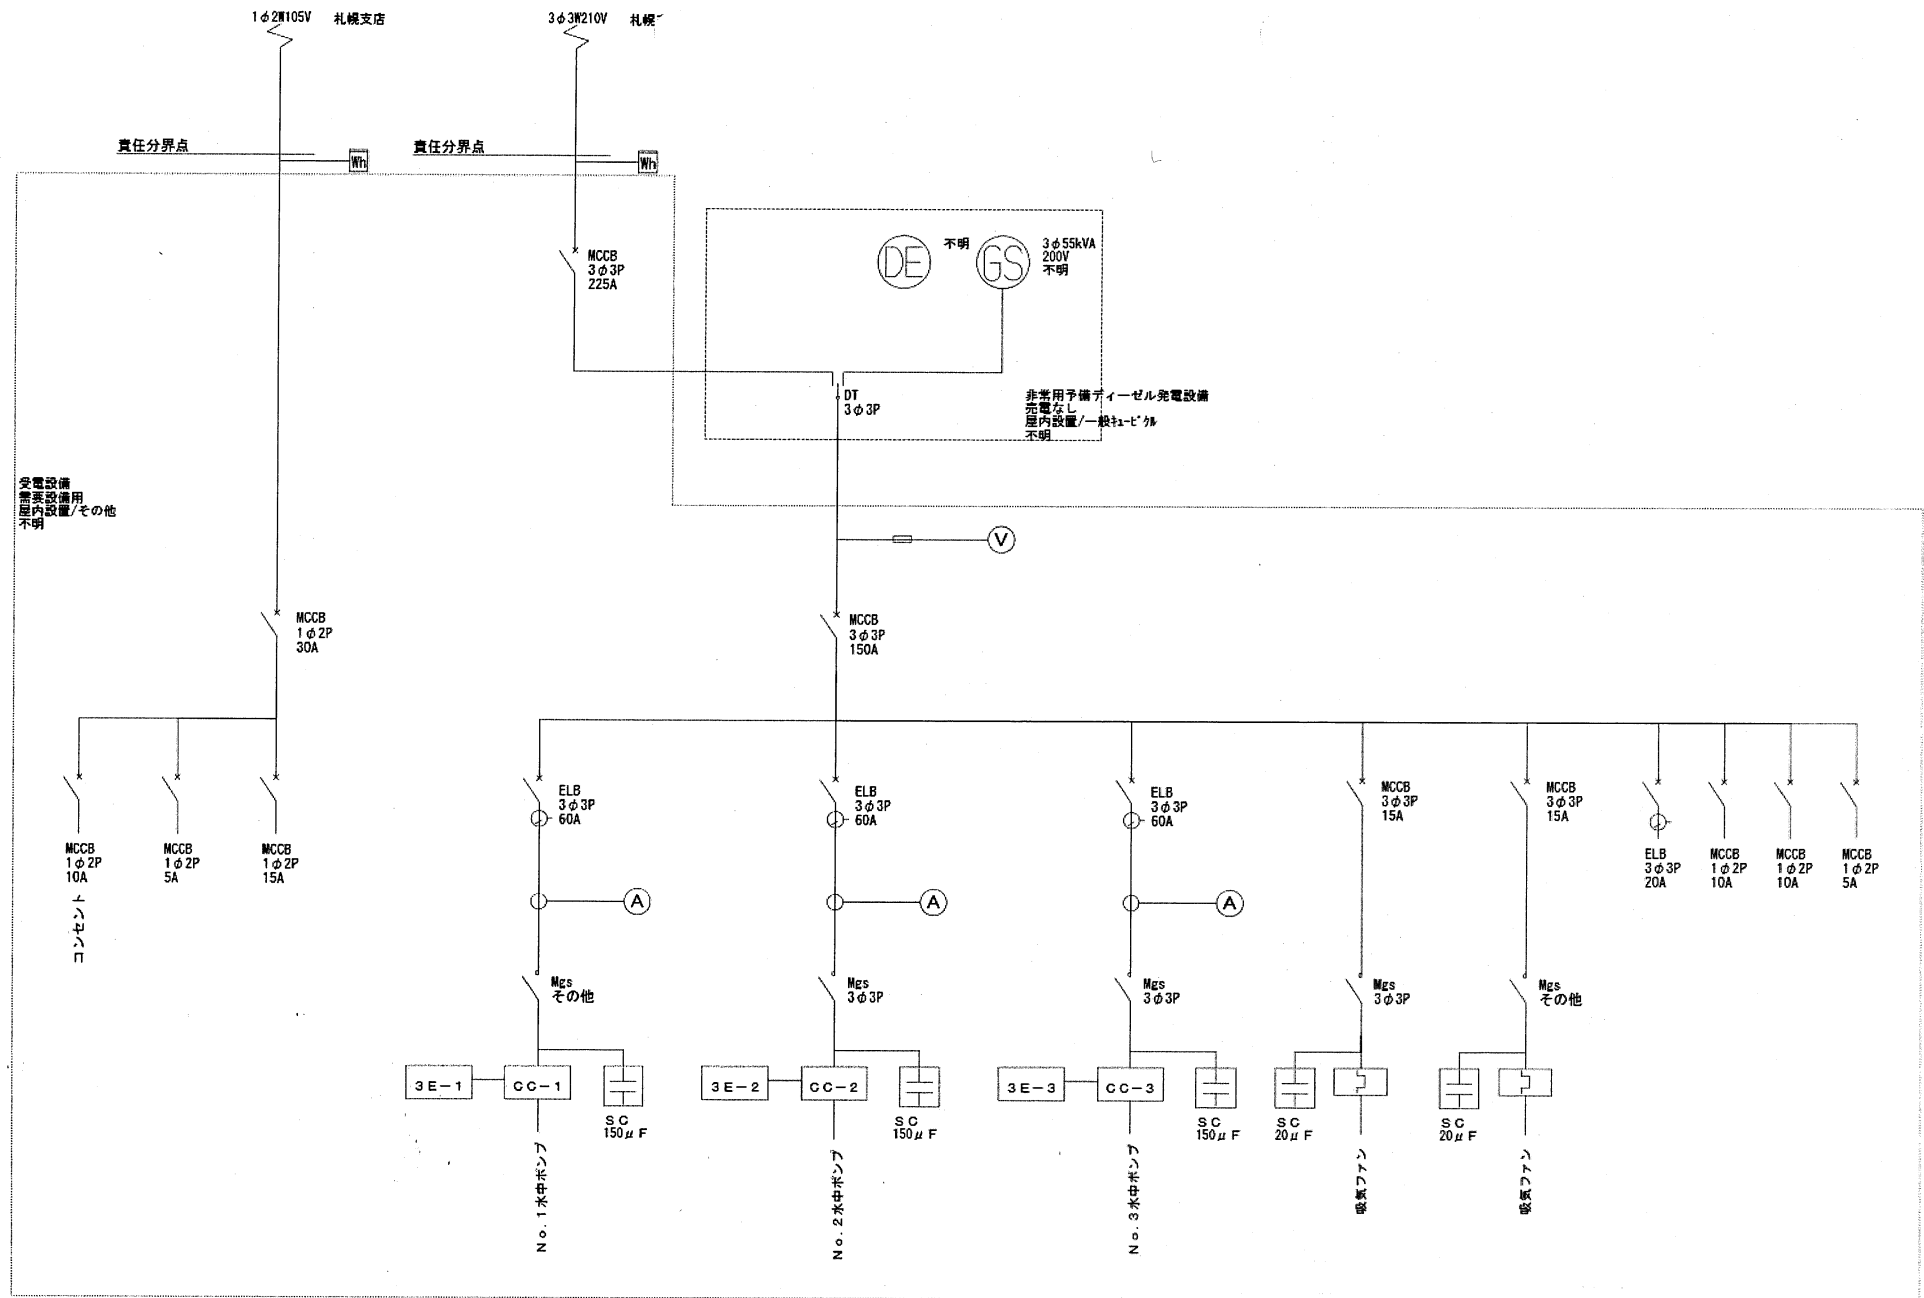 1φ2W105V 札幌支店
3φ3W210V 札幌
責任分界点
Wh
責任分界点
Wh
MCCB
3φ3P
225A
DE
不明
GS
3φ55kVA
200V
不明
DT
3φ3P
非常用予備ディーゼル発電設備
売電なし
屋内設置/一般ｷｭｰﾋﾞｸﾙ
不明
受電設備
需要設備用
屋内設置/その他
不明
V
MCCB
1φ2P
30A
MCCB
3φ3P
150A
MCCB
1φ2P
10A
コンセント
MCCB
1φ2P
5A
MCCB
1φ2P
15A
ELB
3φ3P
60A
ELB
3φ3P
60A
ELB
3φ3P
60A
MCCB
3φ3P
15A
MCCB
3φ3P
15A
ELB
3φ3P
20A
MCCB
1φ2P
10A
MCCB
1φ2P
10A
MCCB
1φ2P
5A
A
A
A
Mgs
その他
Mgs
3φ3P
Mgs
3φ3P
Mgs
3φ3P
Mgs
その他
3E－1
CC－1
SC
150μF
3E－2
CC－2
SC
150μF
3E－3
CC－3
SC
150μF
SC
20μF
SC
20μF
No.1水中ポンプ
No.2水中ポンプ
No.3水中ポンプ
吸気ファン
吸気ファン